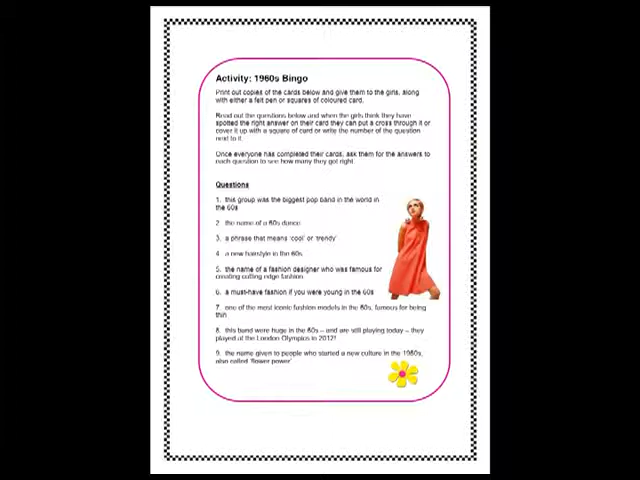 Activity: 1960s Bingo
Print out copies of the cards below and give them to the girls, along
with either a felt pen or squares of coloured card.
Read out the questions below and when the girls think they have
spotted the right answer on their card they can put a cross through it or
cover it up with a square of card or write the number of the question
next to it.
Once everyone has completed their cards, ask them for the answers to
each question to see how many they got right.
Questions
1. this group was the biggest pop band in the world in
the 60s
2. the name of a 60s dance
3. a phrase that means 'cool' or 'trendy'
4. a new hairstyle in the 60s
5. the name of a fashion designer who was famous for
creating cutting edge fashion
6. a must-have fashion if you were young in the 60s
7. one of the most iconic fashion models in the 60s, famous for being
thin
8. this band were huge in the 60s – and are still playing today – they
played at the London Olympics in 2012!
9. the name given to people who started a new culture in the 1960s,
also called 'flower power'